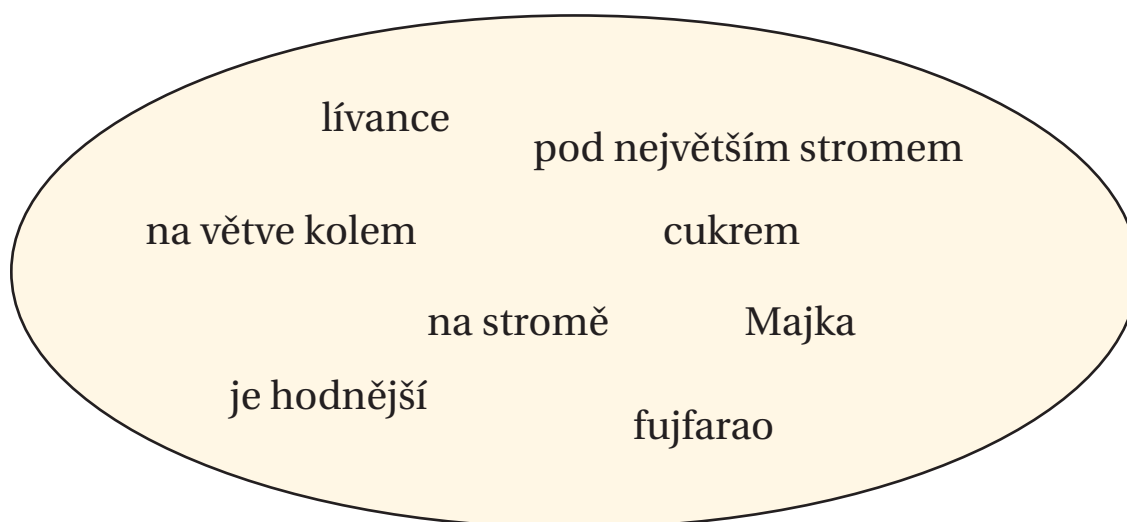 lívance
pod největším stromem
na větve kolem
cukrem
na stromě
Majka
je hodnější
fujfarao